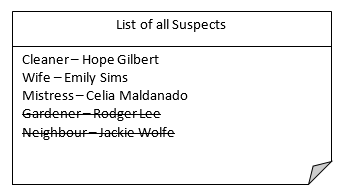 List of all Suspects
Cleaner – Hope Gilbert
Wife – Emily Sims
Mistress – Celia Maldanado
Gardener – Rodger Lee
Neighbour – Jackie Wolfe